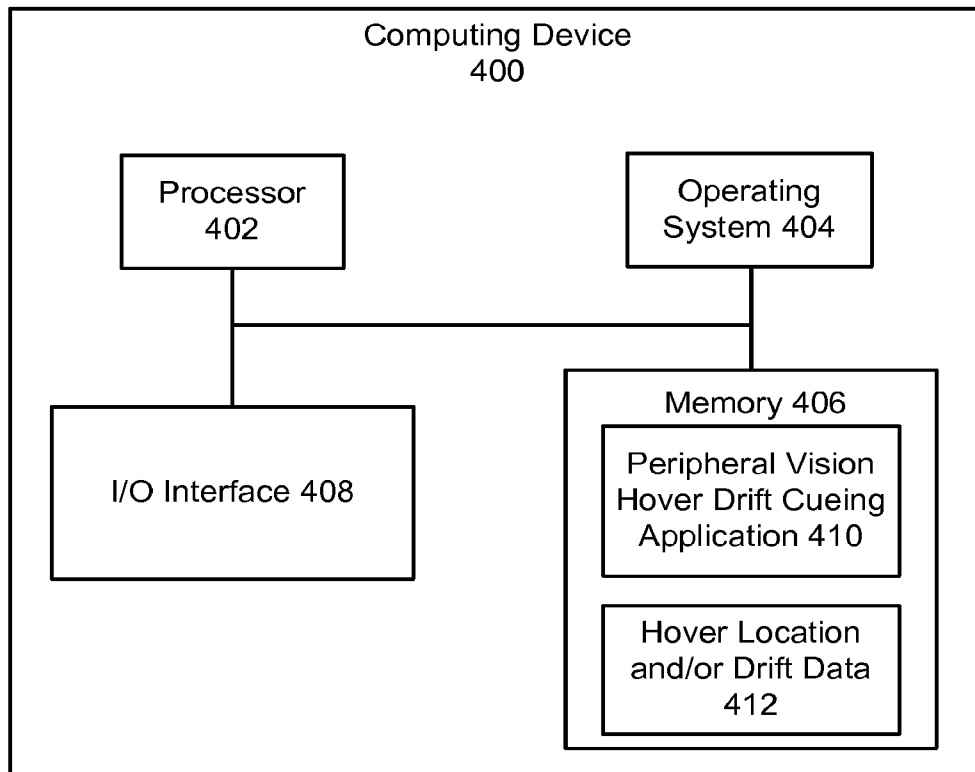 Computing Device
400
Processor
402
Operating
System 404
I/O Interface 408
Memory 406
Peripheral Vision
Hover Drift Cueing
Application 410
Hover Location
and/or Drift Data
412